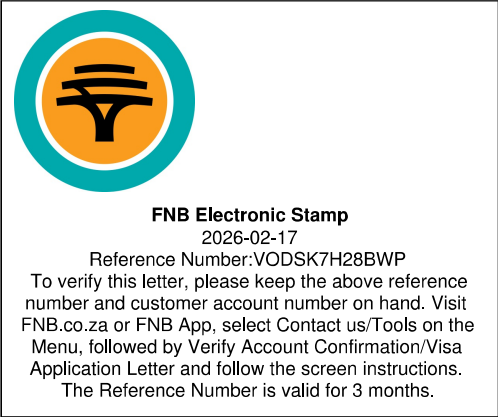 FNB Electronic Stamp
2026-02-17
Reference Number:VODSK7H28BWP
To verify this letter, please keep the above reference
number and customer account number on hand. Visit
FNB.co.za or FNB App, select Contact us/Tools on the
Menu, followed by Verify Account Confirmation/Visa
Application Letter and follow the screen instructions.
The Reference Number is valid for 3 months.